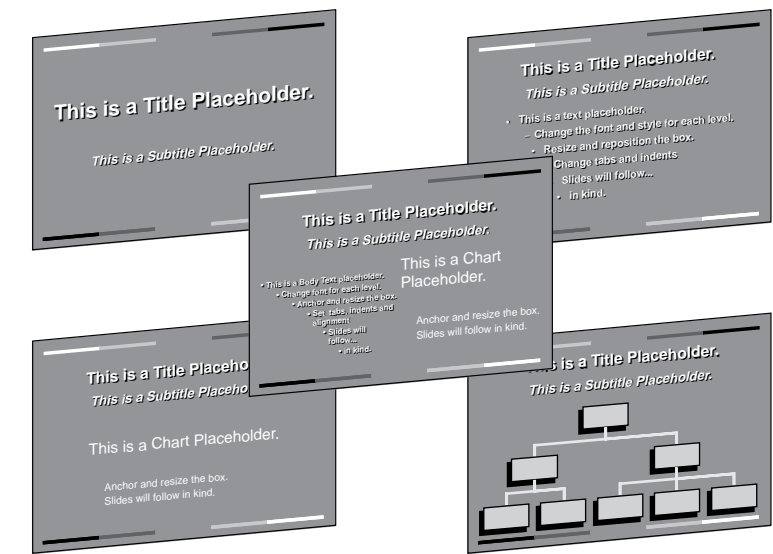 This is a Title Placeholder.
This is a Subtitle Placeholder.
This is a Title Placeholder.
This is a Subtitle Placeholder.
• This is a text placeholder.
– Change the font and style for each level.
• Resize and reposition the box.
Change tabs and indents
Slides will follow...
• in kind.
This is a Title Placeholder.
This is a Subtitle Placeholder.
• This is a Body Text placeholder.
• Change font for each level.
• Anchor and resize the box.
• Set tabs, indents and
alignment
• Slides will
follow...
• in kind.
This is a Chart
Placeholder.
Anchor and resize the box.
Slides will follow in kind.
This is a Title Placeho
This is a Subtitle Placeho
This is a Chart Placeholder.
Anchor and resize the box.
Slides will follow in kind.
is a Title Placeholder.
This is a Subtitle Placeholder.